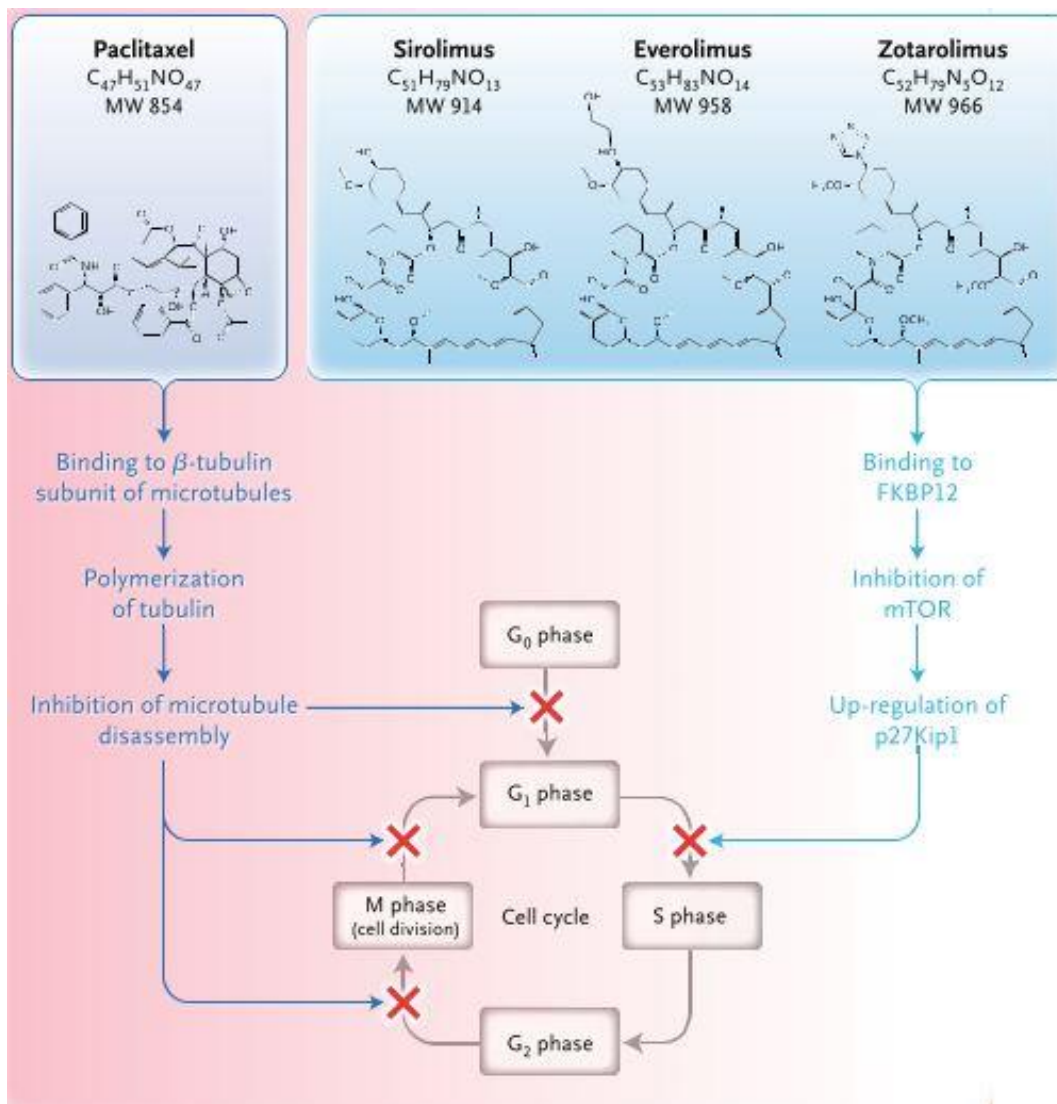 Paclitaxel
C₄₇H₅₁NO₄₇
MW 854
Sirolimus
C₅₁H₇₉NO₁₃
MW 914
Everolimus
C₅₃H₈₃NO₁₄
MW 958
Zotarolimus
C₅₂H₇₉N₅O₁₂
MW 966
Binding to β-tubulin
subunit of microtubules
Polymerization
of tubulin
Inhibition of microtubule
disassembly
Binding to
FKBP12
Inhibition of
mTOR
Up-regulation of
p27Kip1
G₀ phase
G₁ phase
M phase
(cell division)
Cell cycle
S phase
G₂ phase